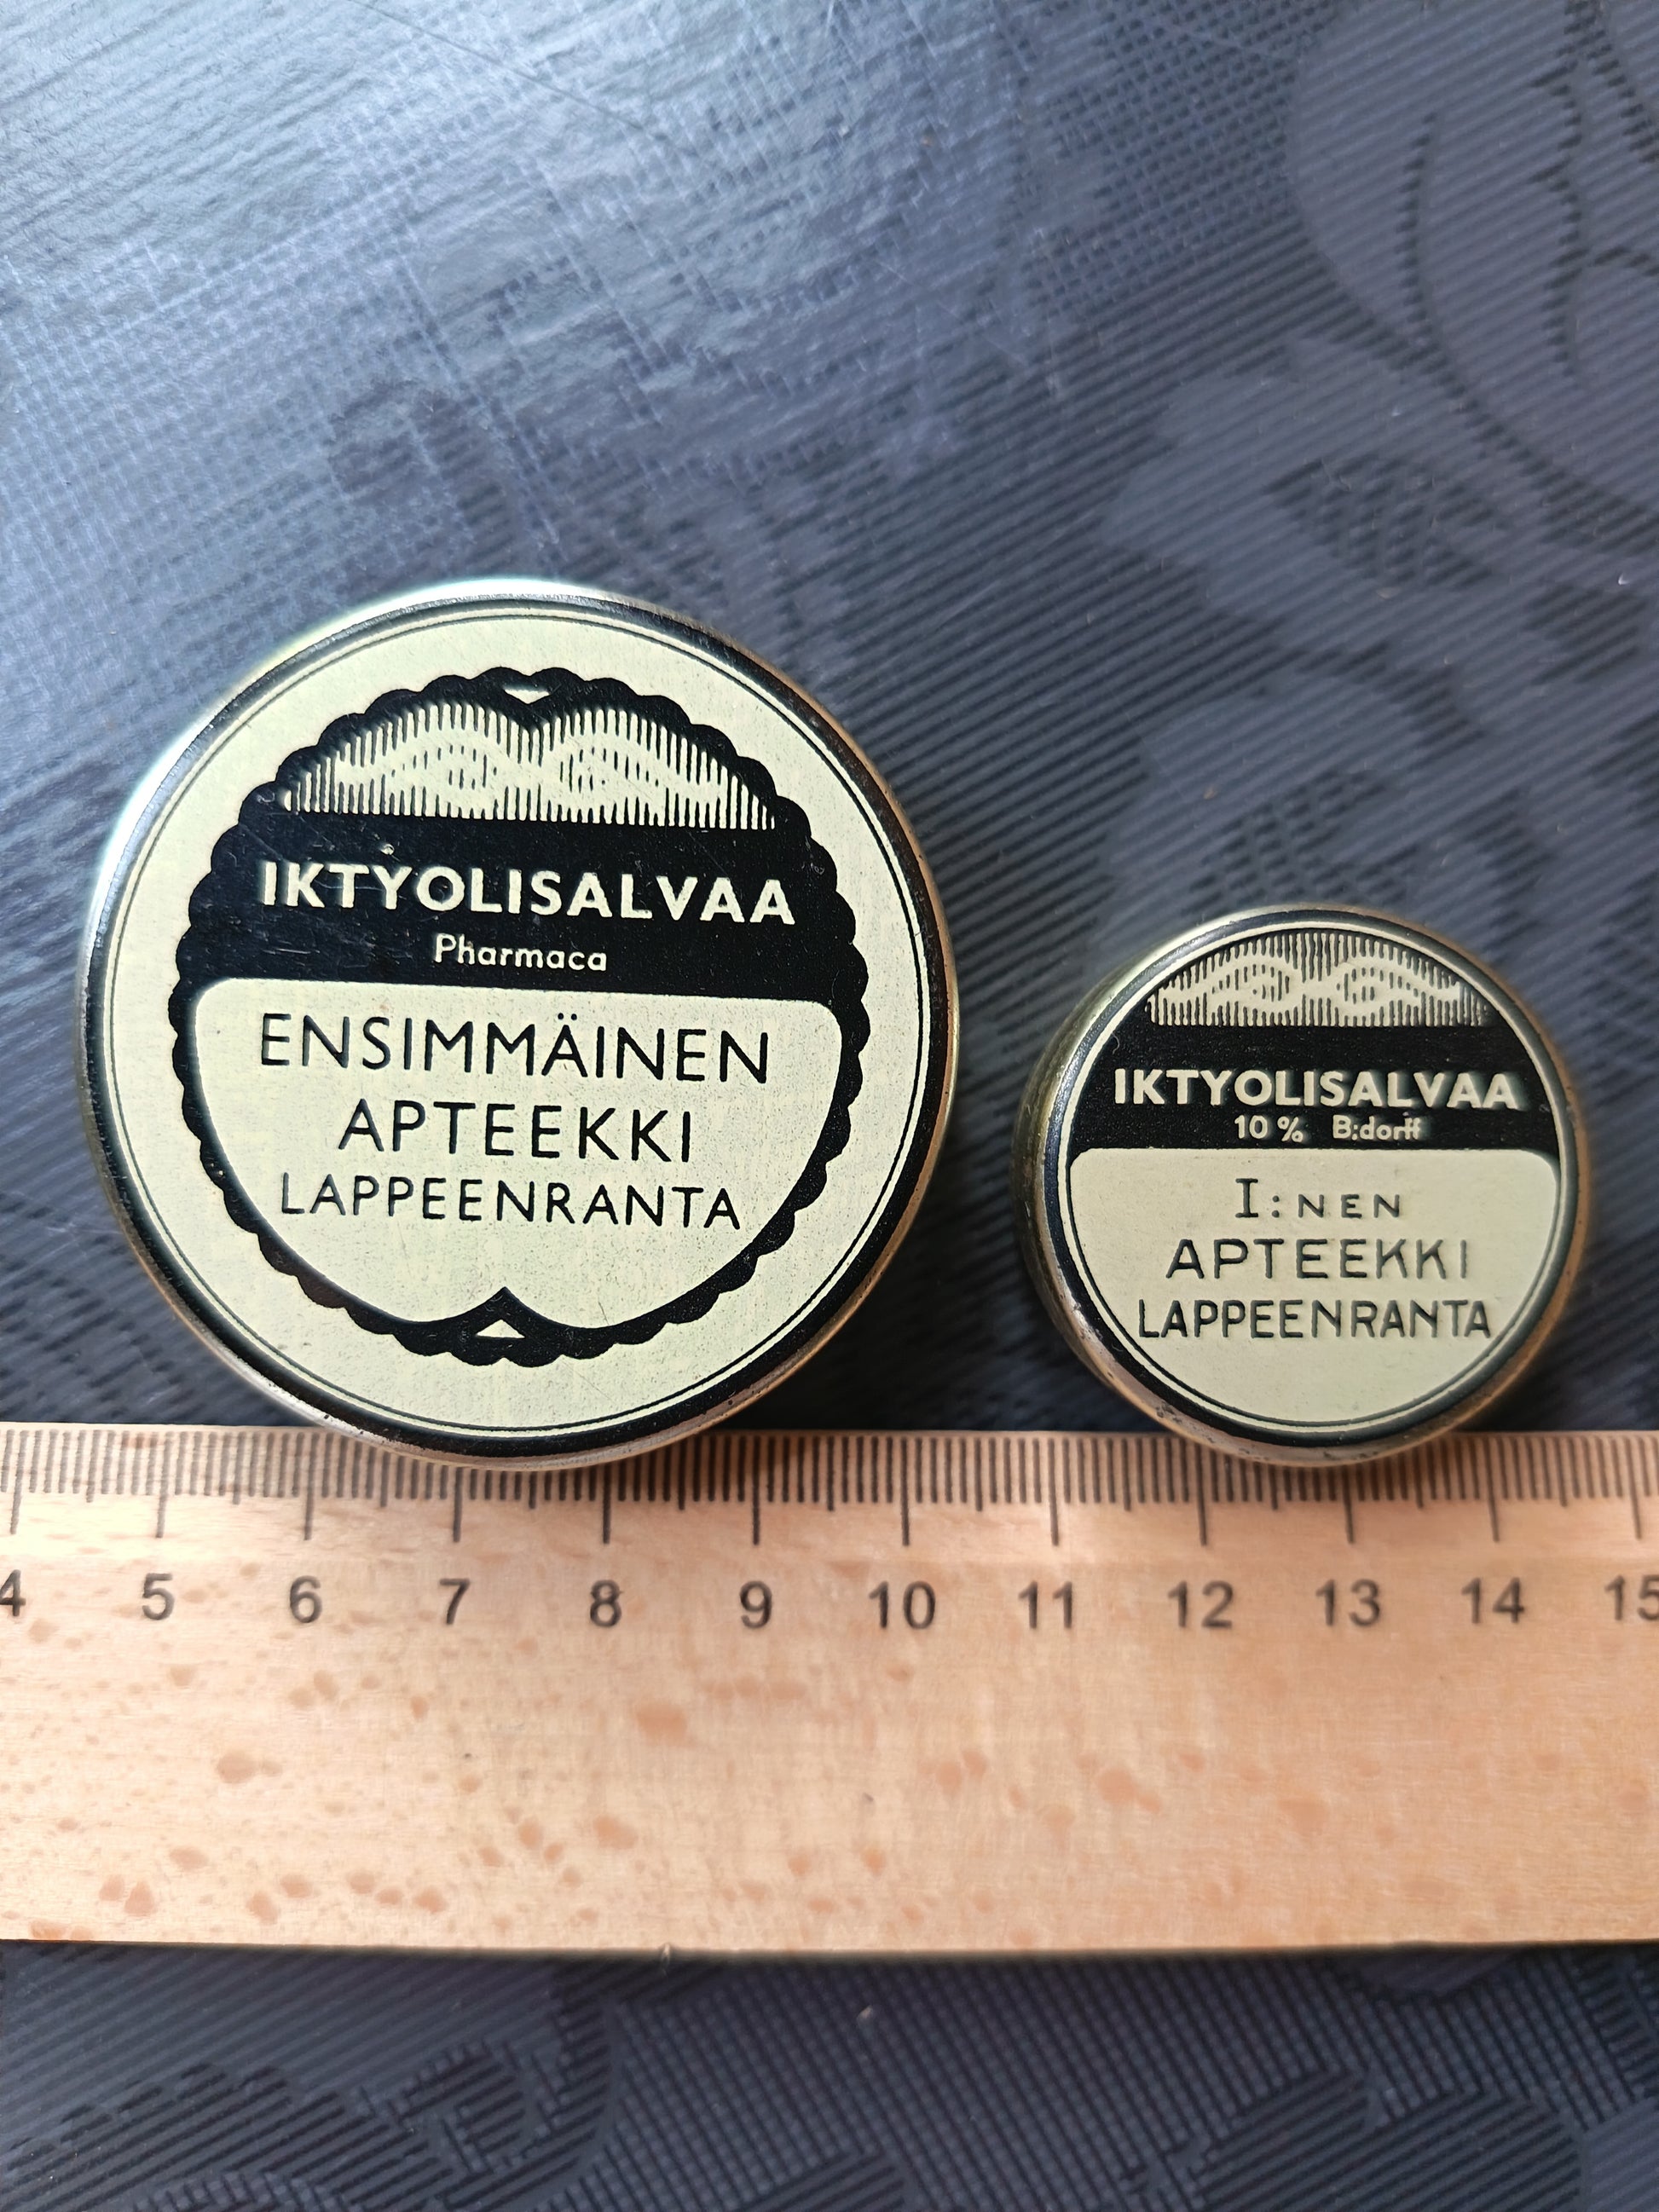 IKTYOLISALVAA
Pharmaca
ENSIMMÄINEN
APTEEKKI
LAPPEENRANTA
IKTYOLISALVAA
10 % B:dorff
I:NEN
APTEEKKI
LAPPEENRANTA
4 5 6 7 8 9 10 11 12 13 14 15